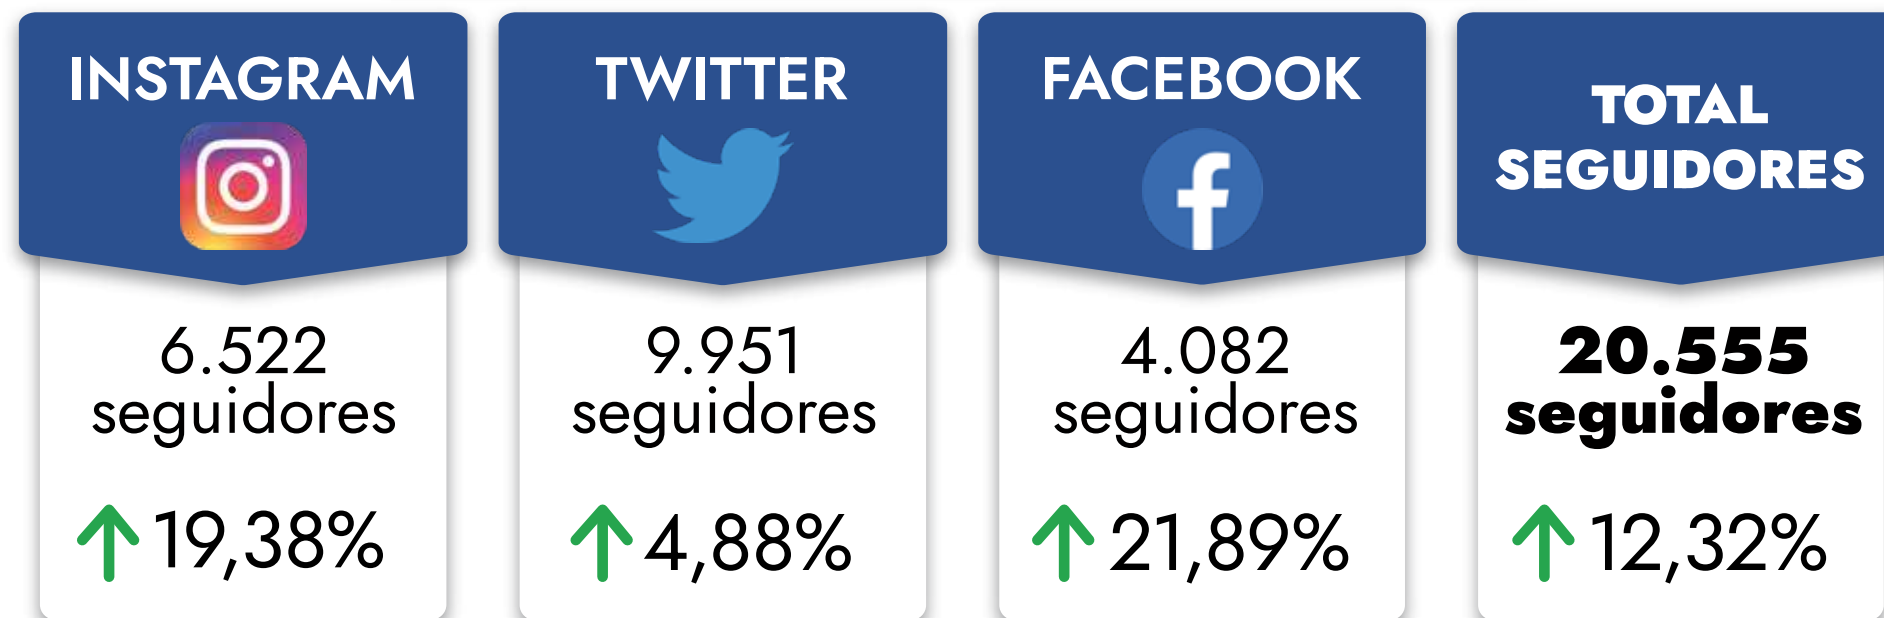 INSTAGRAM
6.522
seguidores
19,38%
TWITTER
9.951
seguidores
4,88%
FACEBOOK
4.082
seguidores
21,89%
TOTAL
SEGUIDORES
20.555
seguidores
12,32%